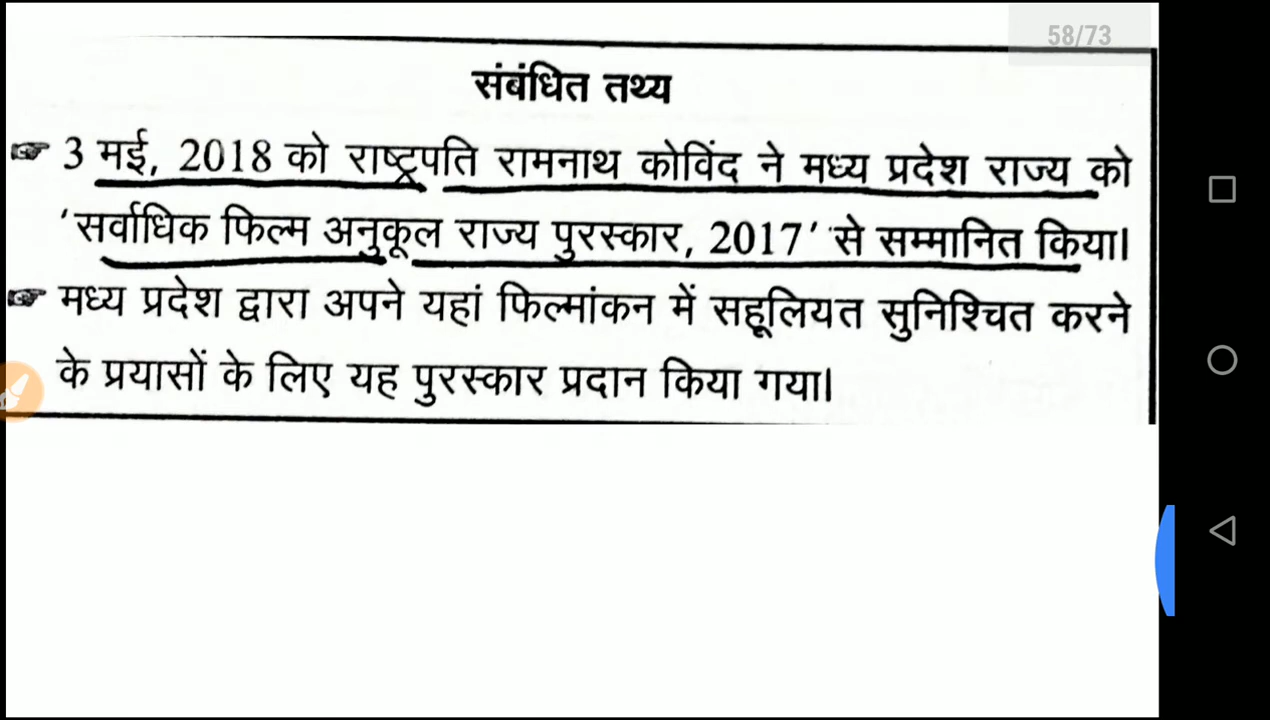 58/73
संबंधित तथ्य
☞ 3 मई, 2018 को राष्ट्रपति रामनाथ कोविंद ने मध्य प्रदेश राज्य को
'सर्वाधिक फिल्म अनुकूल राज्य पुरस्कार, 2017' से सम्मानित किया।
☞ मध्य प्रदेश द्वारा अपने यहां फिल्मांकन में सहूलियत सुनिश्चित करने
के प्रयासों के लिए यह पुरस्कार प्रदान किया गया।